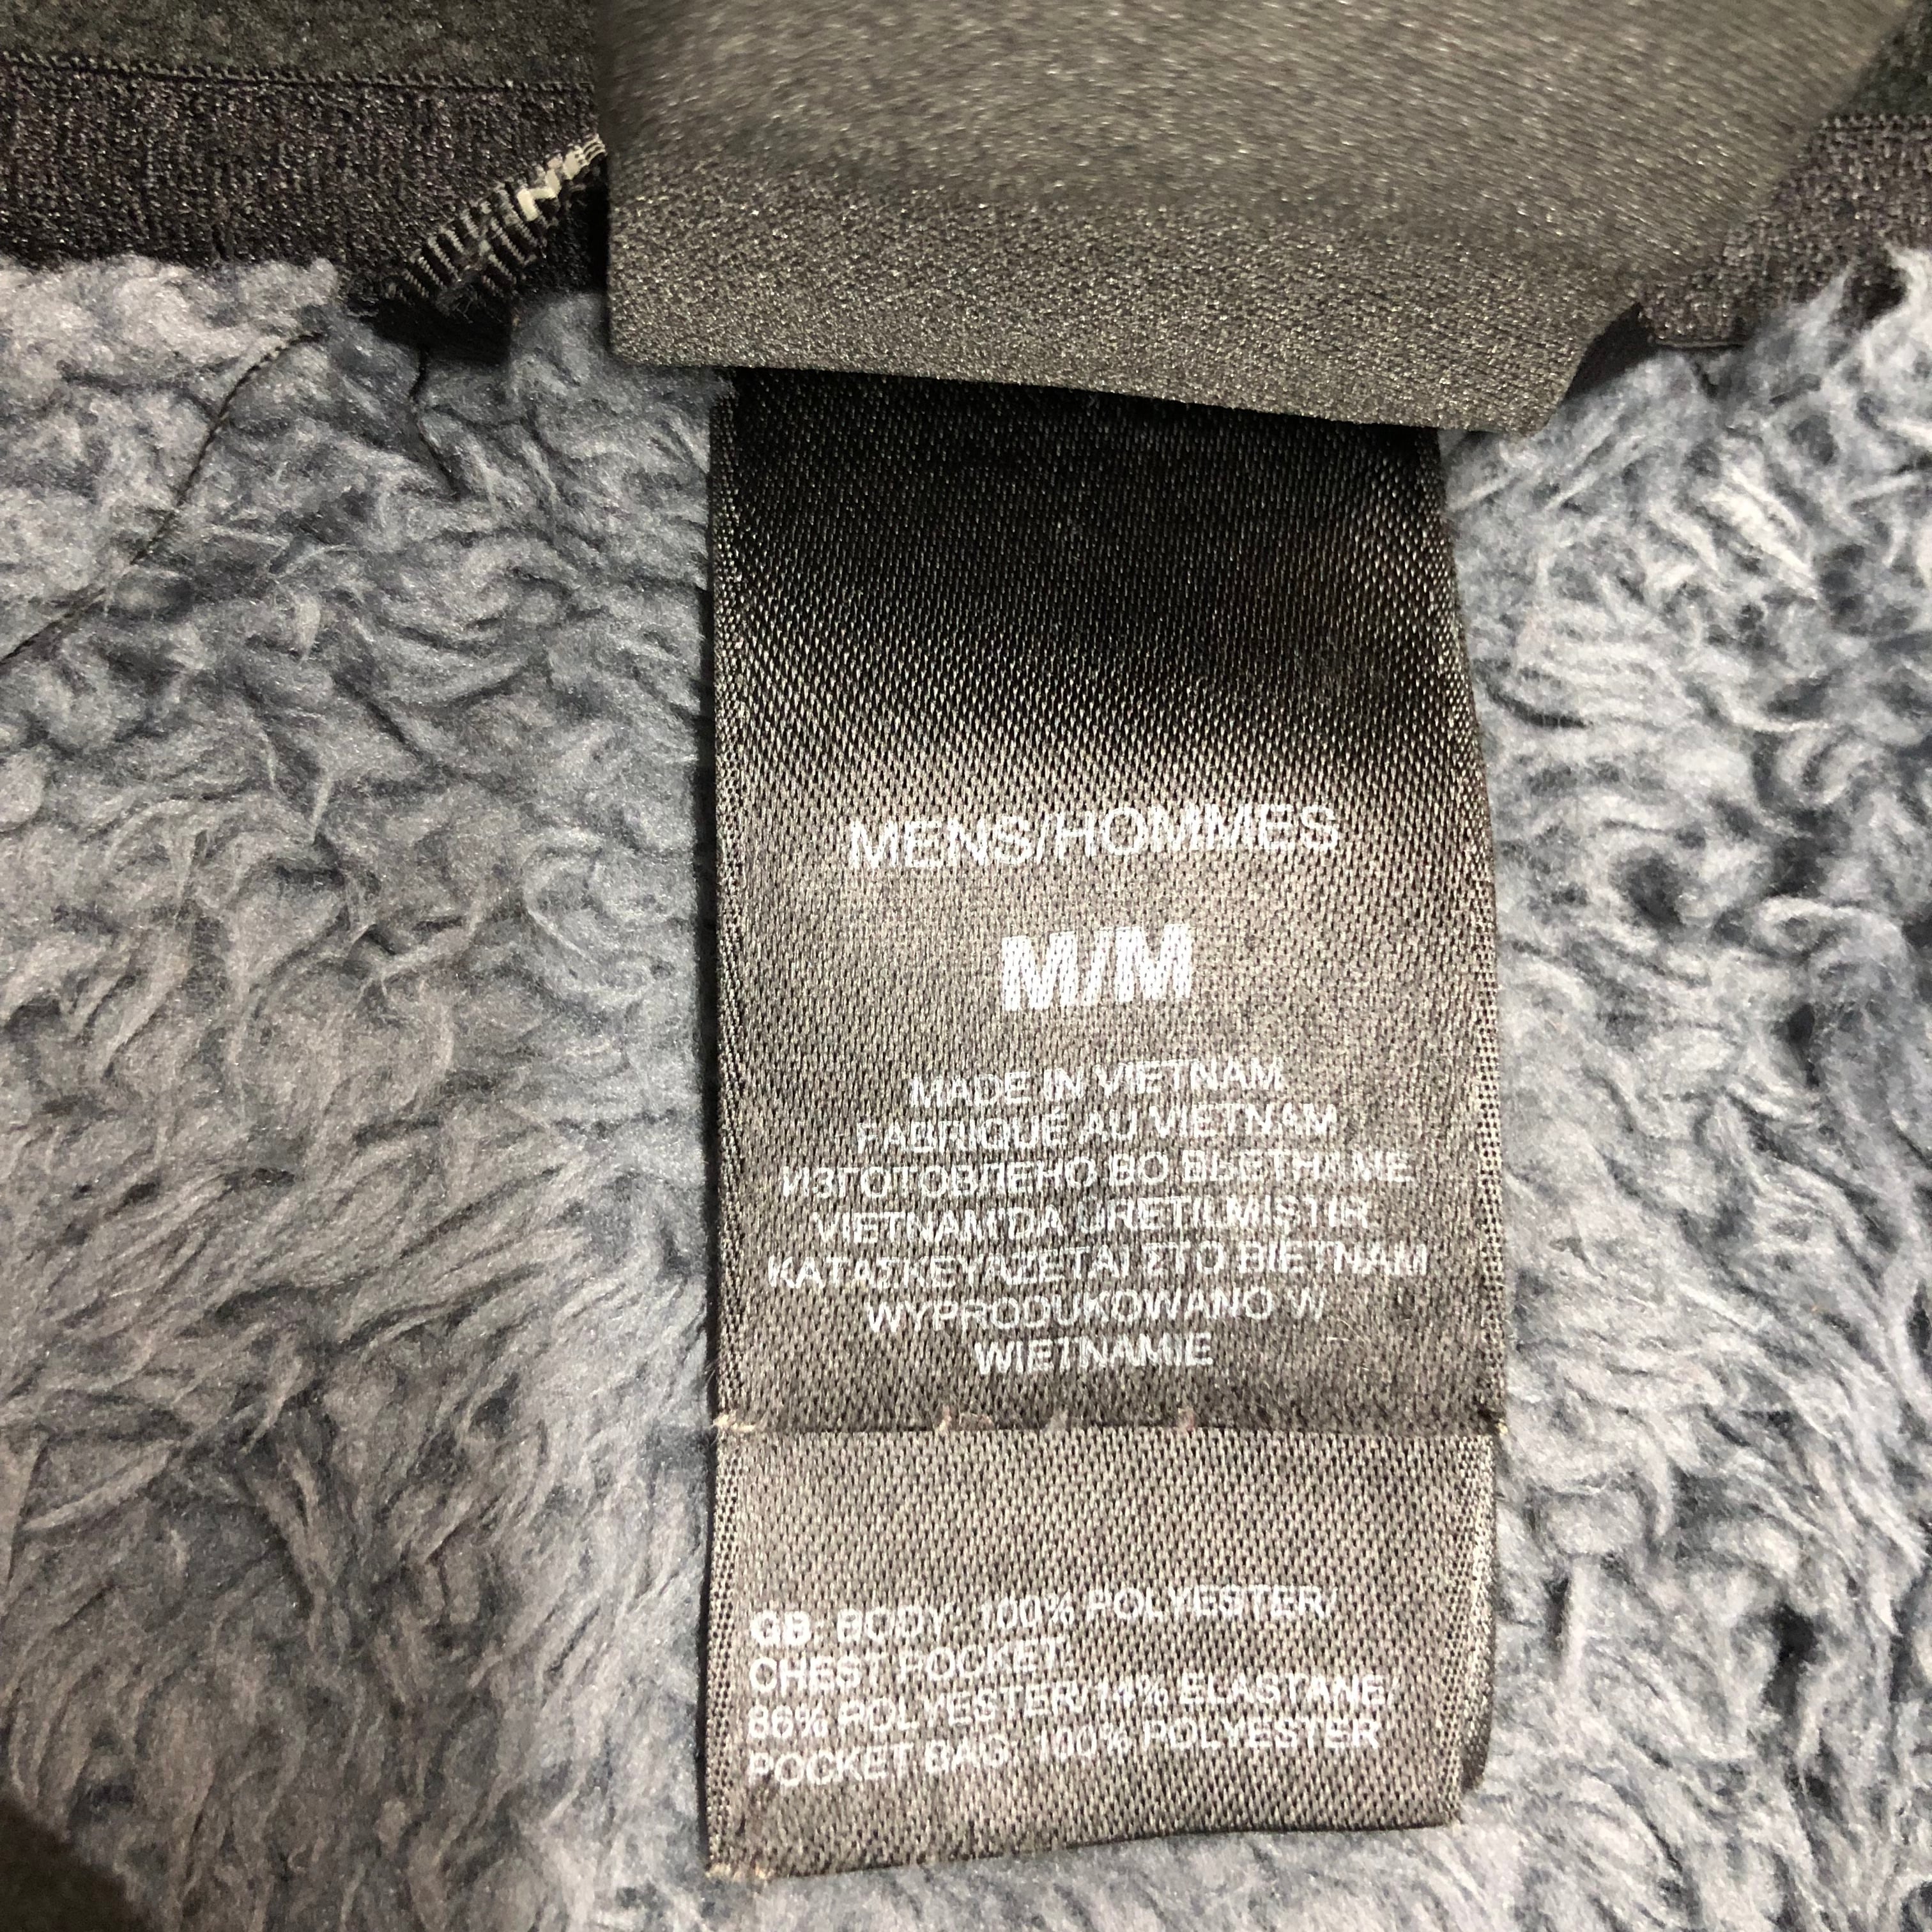 MENS/HOMMES
M/M
MADE IN VIETNAM
FABRIQUÉ AU VIETNAM
ИЗГОТОВЛЕНО ВО ВЬЕТНАМЕ
VIETNAM'DA ÜRETILMIŞTIR
ΚΑΤΑΣΚΕΥΑΖΕΤΑΙ ΣΤΟ ΒΙΕΤΝΑΜ
WYPRODUKOWANO W
WIETNAMIE
GB: BODY: 100% POLYESTER/
CHEST POCKET:
86% POLYESTER/14% ELASTANE/
POCKET BAG: 100% POLYESTER